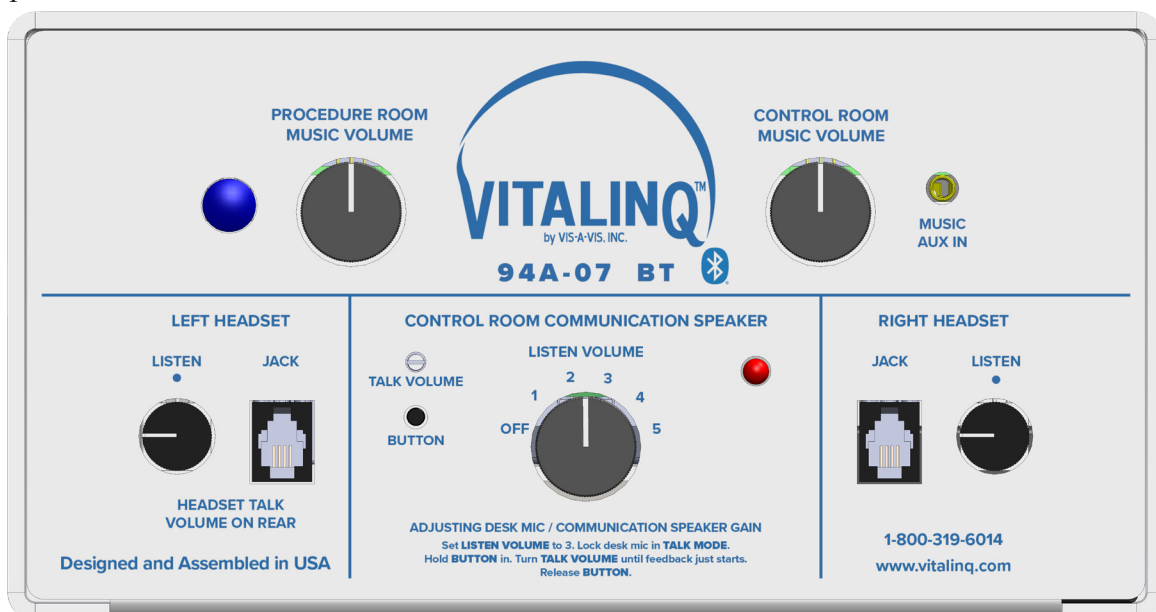 PROCEDURE ROOM
MUSIC VOLUME
VITALINQ™
by VIS-A-VIS, INC.
94A-07 BT
CONTROL ROOM
MUSIC VOLUME
MUSIC
AUX IN
LEFT HEADSET
LISTEN
JACK
HEADSET TALK
VOLUME ON REAR
Designed and Assembled in USA
CONTROL ROOM COMMUNICATION SPEAKER
LISTEN VOLUME
TALK VOLUME
BUTTON
OFF
1
2
3
4
5
ADJUSTING DESK MIC / COMMUNICATION SPEAKER GAIN
Set LISTEN VOLUME to 3. Lock desk mic in TALK MODE.
Hold BUTTON in. Turn TALK VOLUME until feedback just starts.
Release BUTTON.
RIGHT HEADSET
JACK
LISTEN
1-800-319-6014
www.vitalinq.com